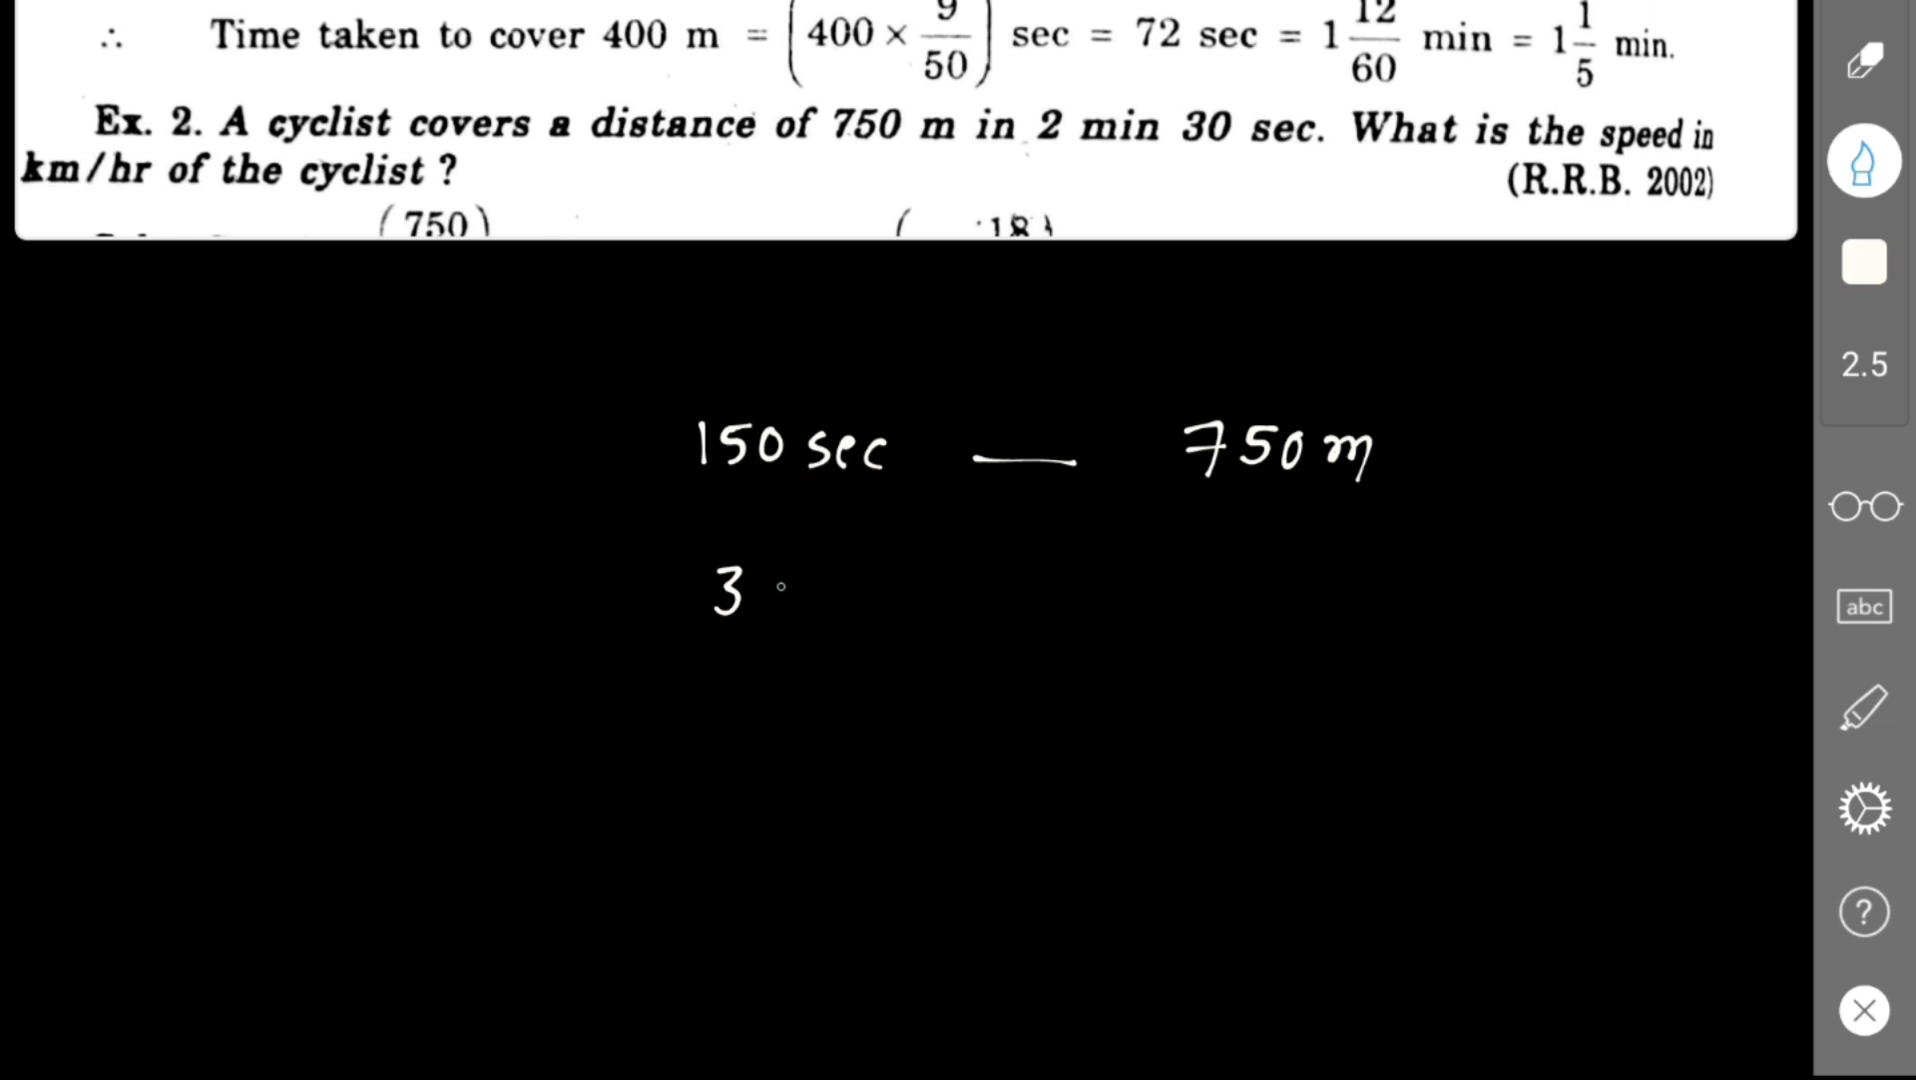 ∴ Time taken to cover 400 m = (400 × 9/50) sec = 72 sec = 1 12/60 min = 1 1/5 min.
Ex. 2. A cyclist covers a distance of 750 m in 2 min 30 sec. What is the speed in
km/hr of the cyclist ?
(R.R.B. 2002)
(750) ( 18)
150 sec — 750 m
3
2.5
abc
?